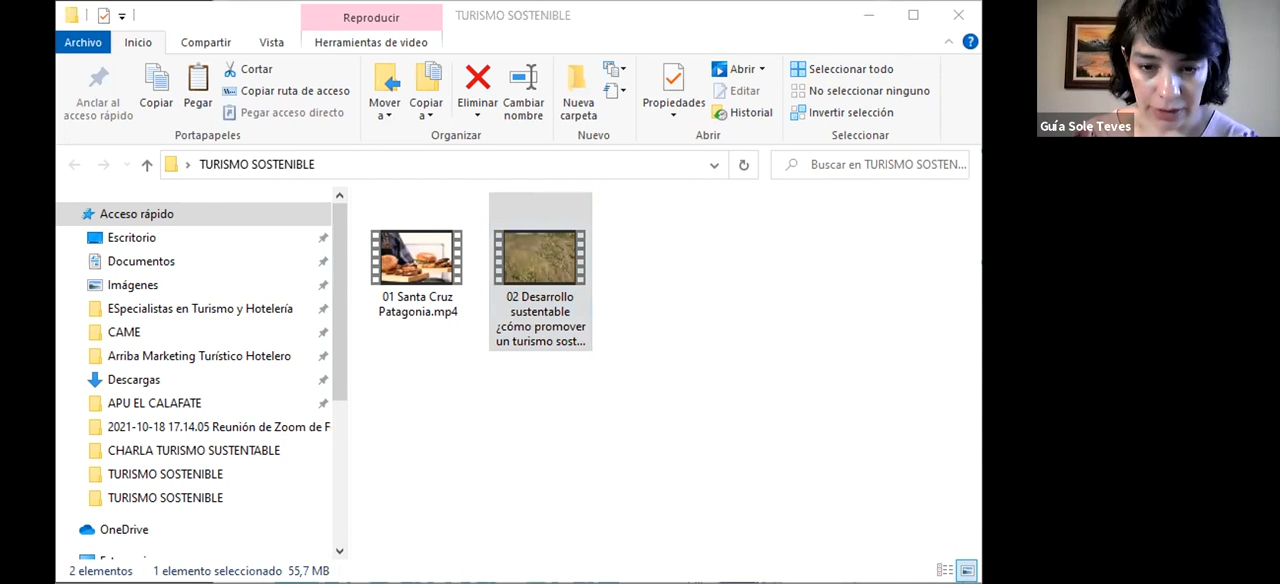 Reproducir
TURISMO SOSTENIBLE
Archivo
Inicio
Compartir
Vista
Herramientas de video
Anclar al
acceso rápido
Copiar
Pegar
Cortar
Copiar ruta de acceso
Pegar acceso directo
Portapapeles
Mover
a
Copiar
a
Eliminar
Cambiar
nombre
Organizar
Nueva
carpeta
Nuevo
Propiedades
Abrir
Editar
Historial
Abrir
Seleccionar todo
No seleccionar ninguno
Invertir selección
Seleccionar
TURISMO SOSTENIBLE
Buscar en TURISMO SOSTEN...
Acceso rápido
Escritorio
Documentos
Imágenes
ESpecialistas en Turismo y Hotelería
CAME
Arriba Marketing Turístico Hotelero
Descargas
APU EL CALAFATE
2021-10-18 17.14.05 Reunión de Zoom de F
CHARLA TURISMO SUSTENTABLE
TURISMO SOSTENIBLE
TURISMO SOSTENIBLE
OneDrive
01 Santa Cruz
Patagonia.mp4
02 Desarrollo
sustentable
¿cómo promover
un turismo sost...
2 elementos
1 elemento seleccionado 55,7 MB
Guía Sole Teves